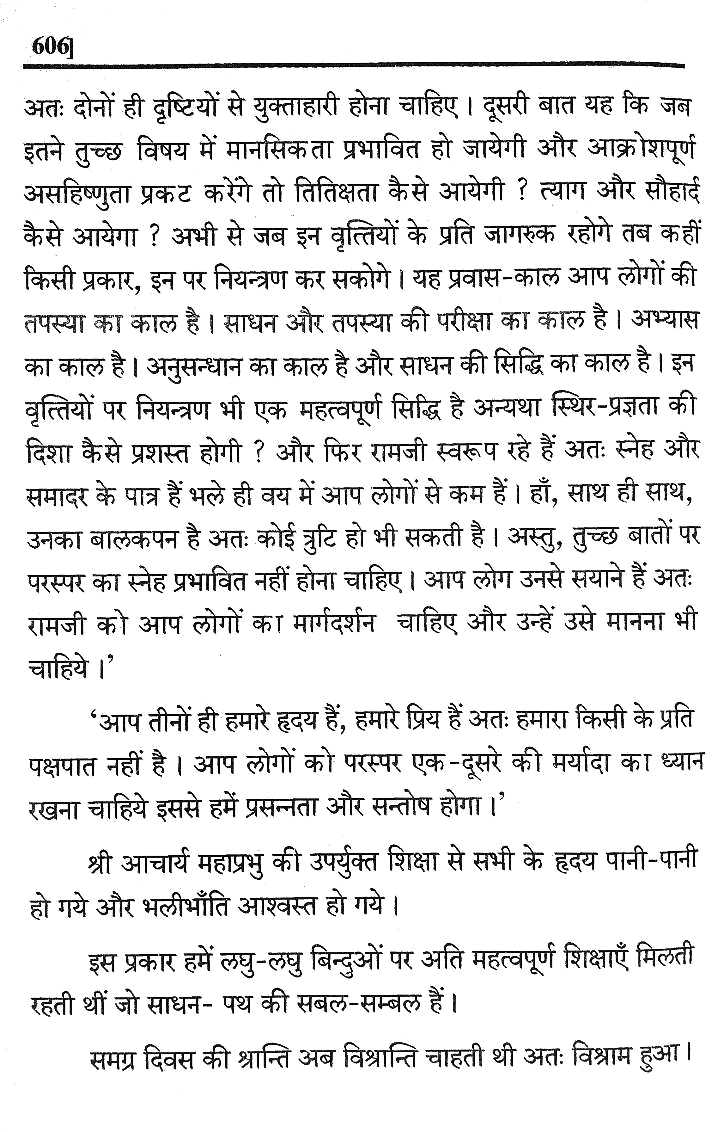 606]
अतः दोनों ही दृष्टियों से युक्ताहारी होना चाहिए। दूसरी बात यह कि जब
इतने तुच्छ विषय में मानसिकता प्रभावित हो जायेगी और आक्रोशपूर्ण
असहिष्णुता प्रकट करेंगे तो तितिक्षता कैसे आयेगी ? त्याग और सौहार्द
कैसे आयेगा ? अभी से जब इन वृत्तियों के प्रति जागरुक रहोगे तब कहीं
किसी प्रकार, इन पर नियन्त्रण कर सकोगे। यह प्रवास-काल आप लोगों की
तपस्या का काल है। साधन और तपस्या की परीक्षा का काल है। अभ्यास
का काल है। अनुसन्धान का काल है और साधन की सिद्धि का काल है। इन
वृत्तियों पर नियन्त्रण भी एक महत्वपूर्ण सिद्धि है अन्यथा स्थिर-प्रज्ञता की
दिशा कैसे प्रशस्त होगी ? और फिर रामजी स्वरूप रहे हैं अतः स्नेह और
समादर के पात्र हैं भले ही वय में आप लोगों से कम हैं। हाँ, साथ ही साथ,
उनका बालकपन है अतः कोई त्रुटि हो भी सकती है। अस्तु, तुच्छ बातों पर
परस्पर का स्नेह प्रभावित नहीं होना चाहिए। आप लोग उनसे सयाने हैं अतः
रामजी को आप लोगों का मार्गदर्शन चाहिए और उन्हें उसे मानना भी
चाहिये।’
‘आप तीनों ही हमारे हृदय हैं, हमारे प्रिय हैं अतः हमारा किसी के प्रति
पक्षपात नहीं है। आप लोगों को परस्पर एक-दूसरे की मर्यादा का ध्यान
रखना चाहिये इससे हमें प्रसन्नता और सन्तोष होगा।’
श्री आचार्य महाप्रभु की उपर्युक्त शिक्षा से सभी के हृदय पानी-पानी
हो गये और भलीभाँति आश्वस्त हो गये।
इस प्रकार हमें लघु-लघु बिन्दुओं पर अति महत्वपूर्ण शिक्षाएँ मिलती
रहती थीं जो साधन- पथ की सबल-सम्बल हैं।
समग्र दिवस की श्रान्ति अब विश्रान्ति चाहती थी अतः विश्राम हुआ।